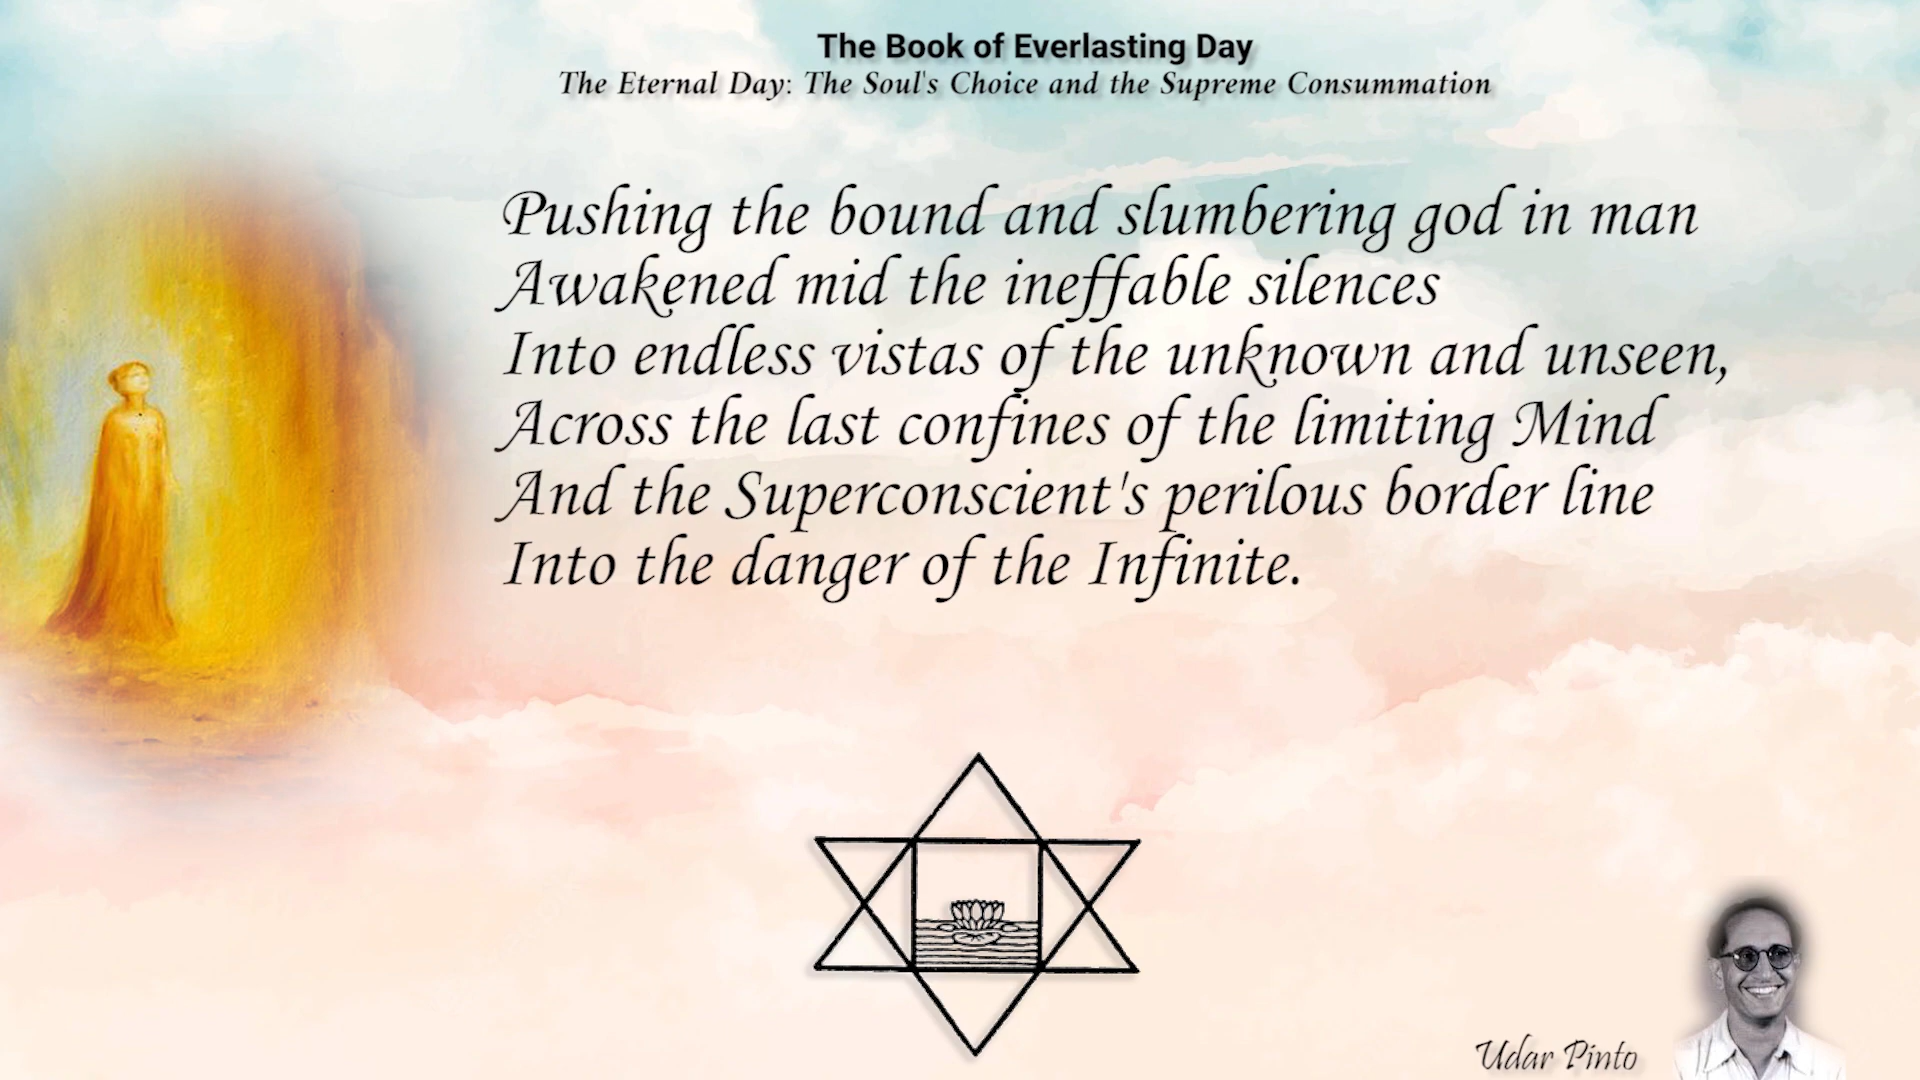 The Book of Everlasting Day
The Eternal Day: The Soul's Choice and the Supreme Consummation
Pushing the bound and slumbering god in man
Awakened mid the ineffable silences
Into endless vistas of the unknown and unseen,
Across the last confines of the limiting Mind
And the Superconscient's perilous border line
Into the danger of the Infinite.
Udar Pinto